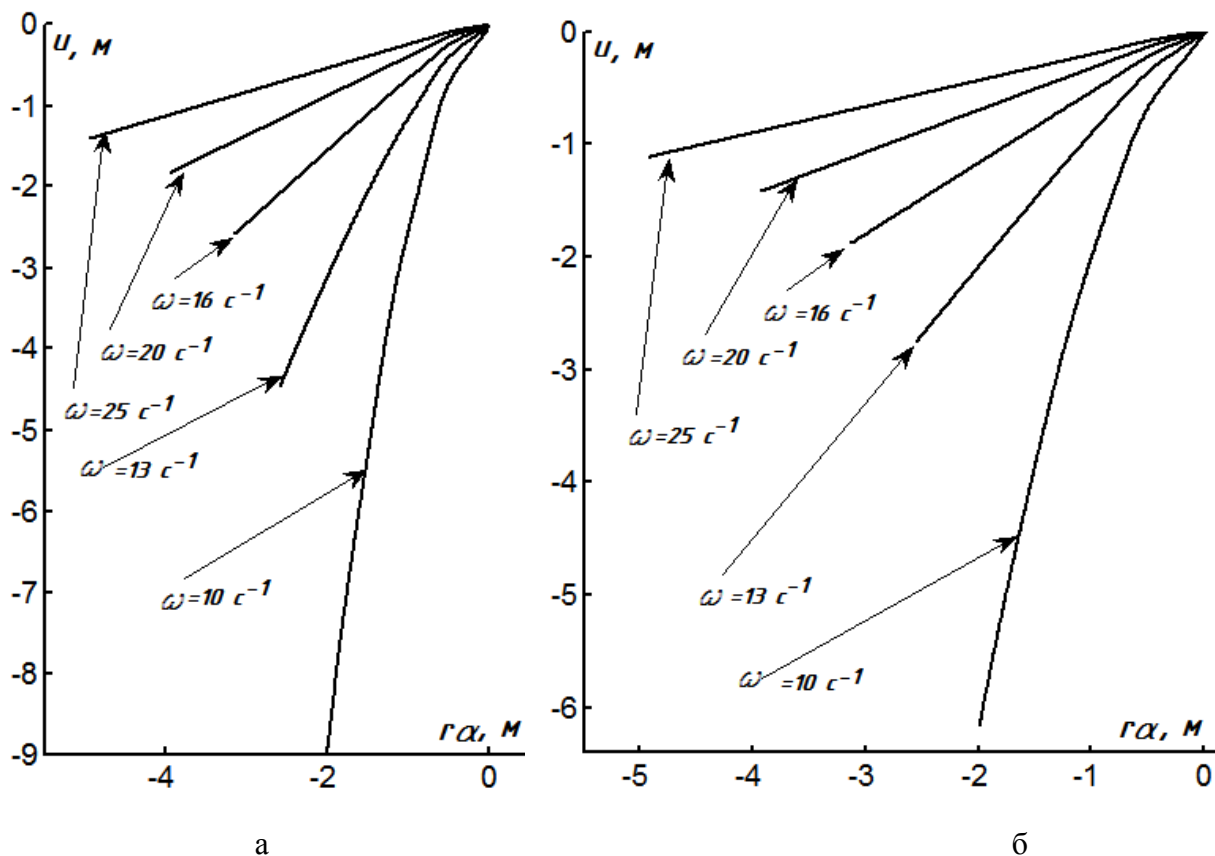 0
u, м
-1
-2
-3
-4
-5
-6
-7
-8
-9
ω=16 c⁻¹
ω=20 c⁻¹
ω=25 c⁻¹
ω=13 c⁻¹
ω=10 c⁻¹
rα, м
-4 -2 0
а
0
u, м
-1
-2
-3
-4
-5
-6
ω=16 c⁻¹
ω=20 c⁻¹
ω=25 c⁻¹
ω=13 c⁻¹
ω=10 c⁻¹
rα, м
-5 -4 -3 -2 -1 0
б